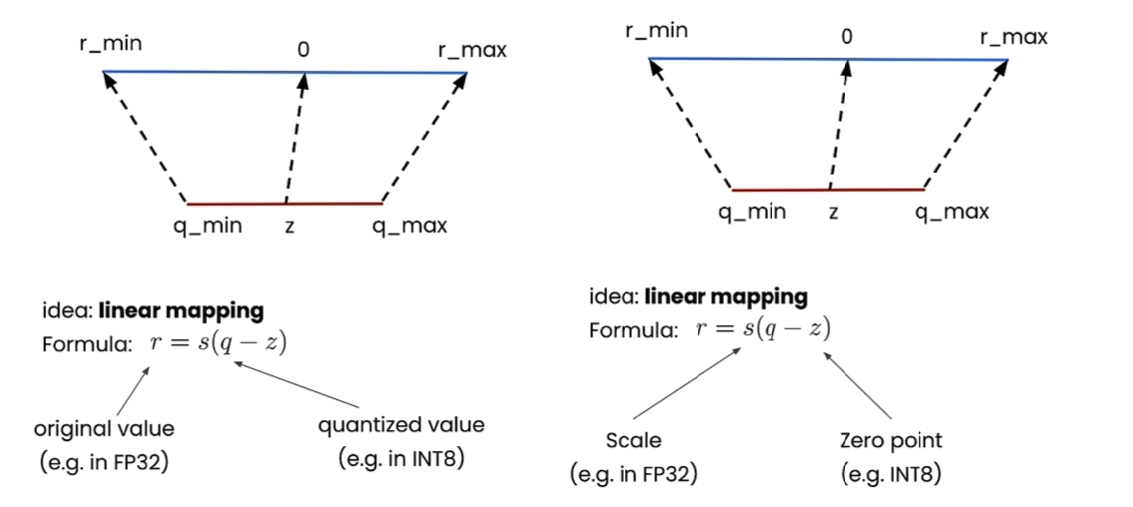 r_min 0 r_max
q_min z q_max
idea: linear mapping
Formula: r = s(q − z)
original value
(e.g. in FP32)
quantized value
(e.g. in INT8)
r_min 0 r_max
q_min z q_max
idea: linear mapping
Formula: r = s(q − z)
Scale
(e.g. in FP32)
Zero point
(e.g. INT8)